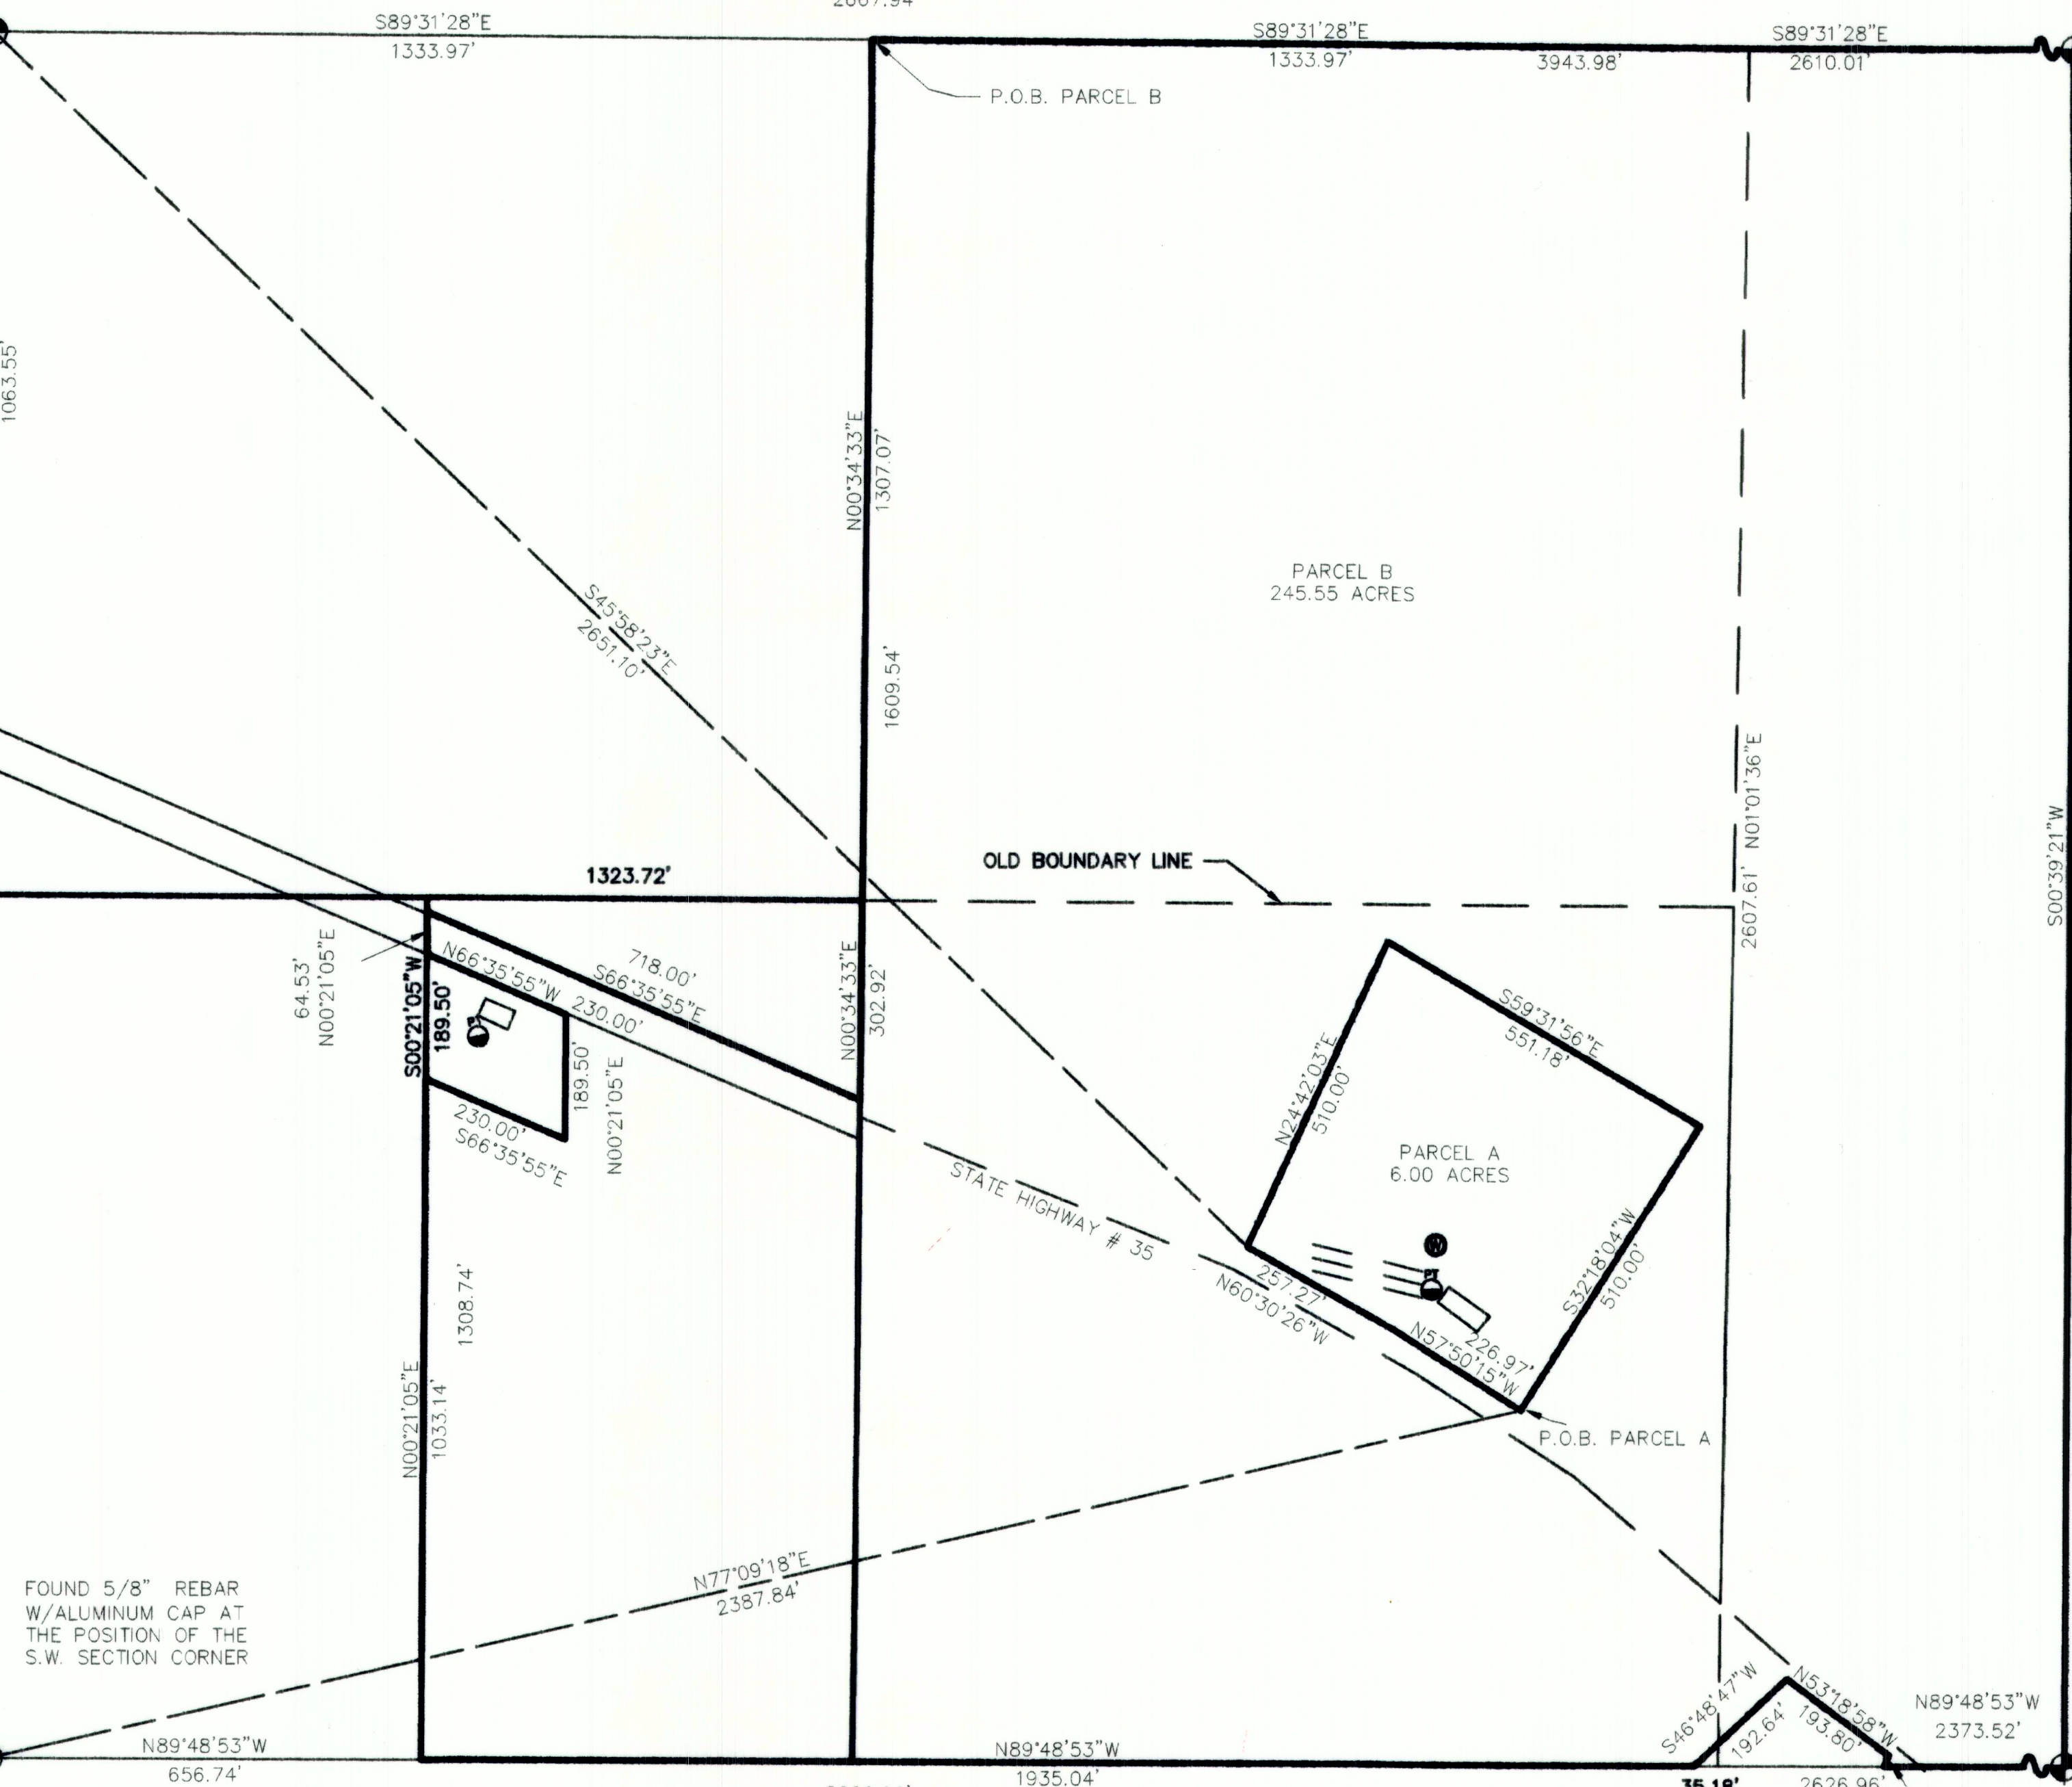 S89°31'28"E
1333.97'
S89°31'28"E
1333.97'
3943.98'
S89°31'28"E
2610.01'
P.O.B. PARCEL B
1063.55'
N00°34'33"E
1307.07'
PARCEL B
245.55 ACRES
S45°58'23"E
2651.10'
1609.54'
2607.61' N01°01'36"E
S00°39'21"W
OLD BOUNDARY LINE
1323.72'
64.53'
N00°21'05"E
S00°21'05"W
189.50'
N66°35'55"W 230.00'
718.00'
S66°35'55"E
N00°34'33"E
302.92'
189.50'
N00°21'05"E
230.00'
S66°35'55"E
S59°31'56"E
551.18'
N24°42'03"E
510.00'
PARCEL A
6.00 ACRES
S32°18'04"W
510.00'
W
PT
STATE HIGHWAY # 35
257.27'
N60°30'26"W
226.97'
N57°50'15"W
P.O.B. PARCEL A
1308.74'
N00°21'05"E
1033.14'
N77°09'18"E
2387.84'
FOUND 5/8" REBAR
W/ALUMINUM CAP AT
THE POSITION OF THE
S.W. SECTION CORNER
S46°48'47"W
192.64'
N53°18'58"W
193.80'
N89°48'53"W
2373.52'
N89°48'53"W
656.74'
N89°48'53"W
1935.04'
35.18'
2626.96'